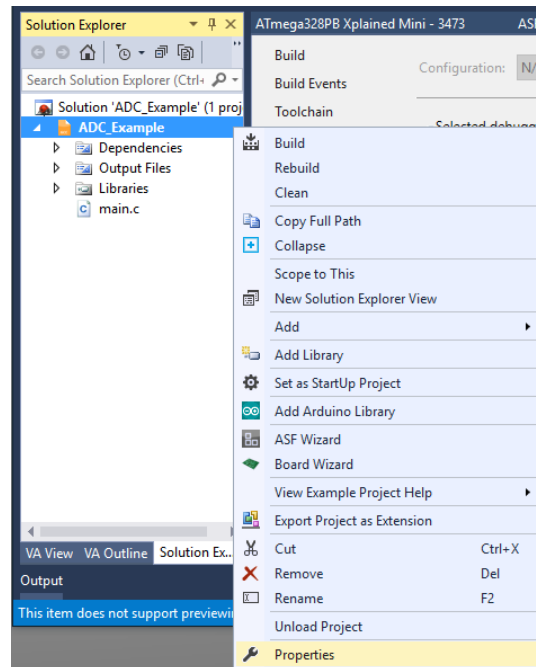 Solution Explorer
ATmega328PB Xplained Mini - 3473
Search Solution Explorer (Ctrl+
Solution 'ADC_Example' (1 proj
ADC_Example
Dependencies
Output Files
Libraries
main.c
VA View VA Outline Solution Ex...
Output
This item does not support previewin
Build
Configuration: N/
Build Events
Toolchain
Selected debugg
Build
Rebuild
Clean
Copy Full Path
Collapse
Scope to This
New Solution Explorer View
Add
Add Library
Set as StartUp Project
Add Arduino Library
ASF Wizard
Board Wizard
View Example Project Help
Export Project as Extension
Cut Ctrl+X
Remove Del
Rename F2
Unload Project
Properties